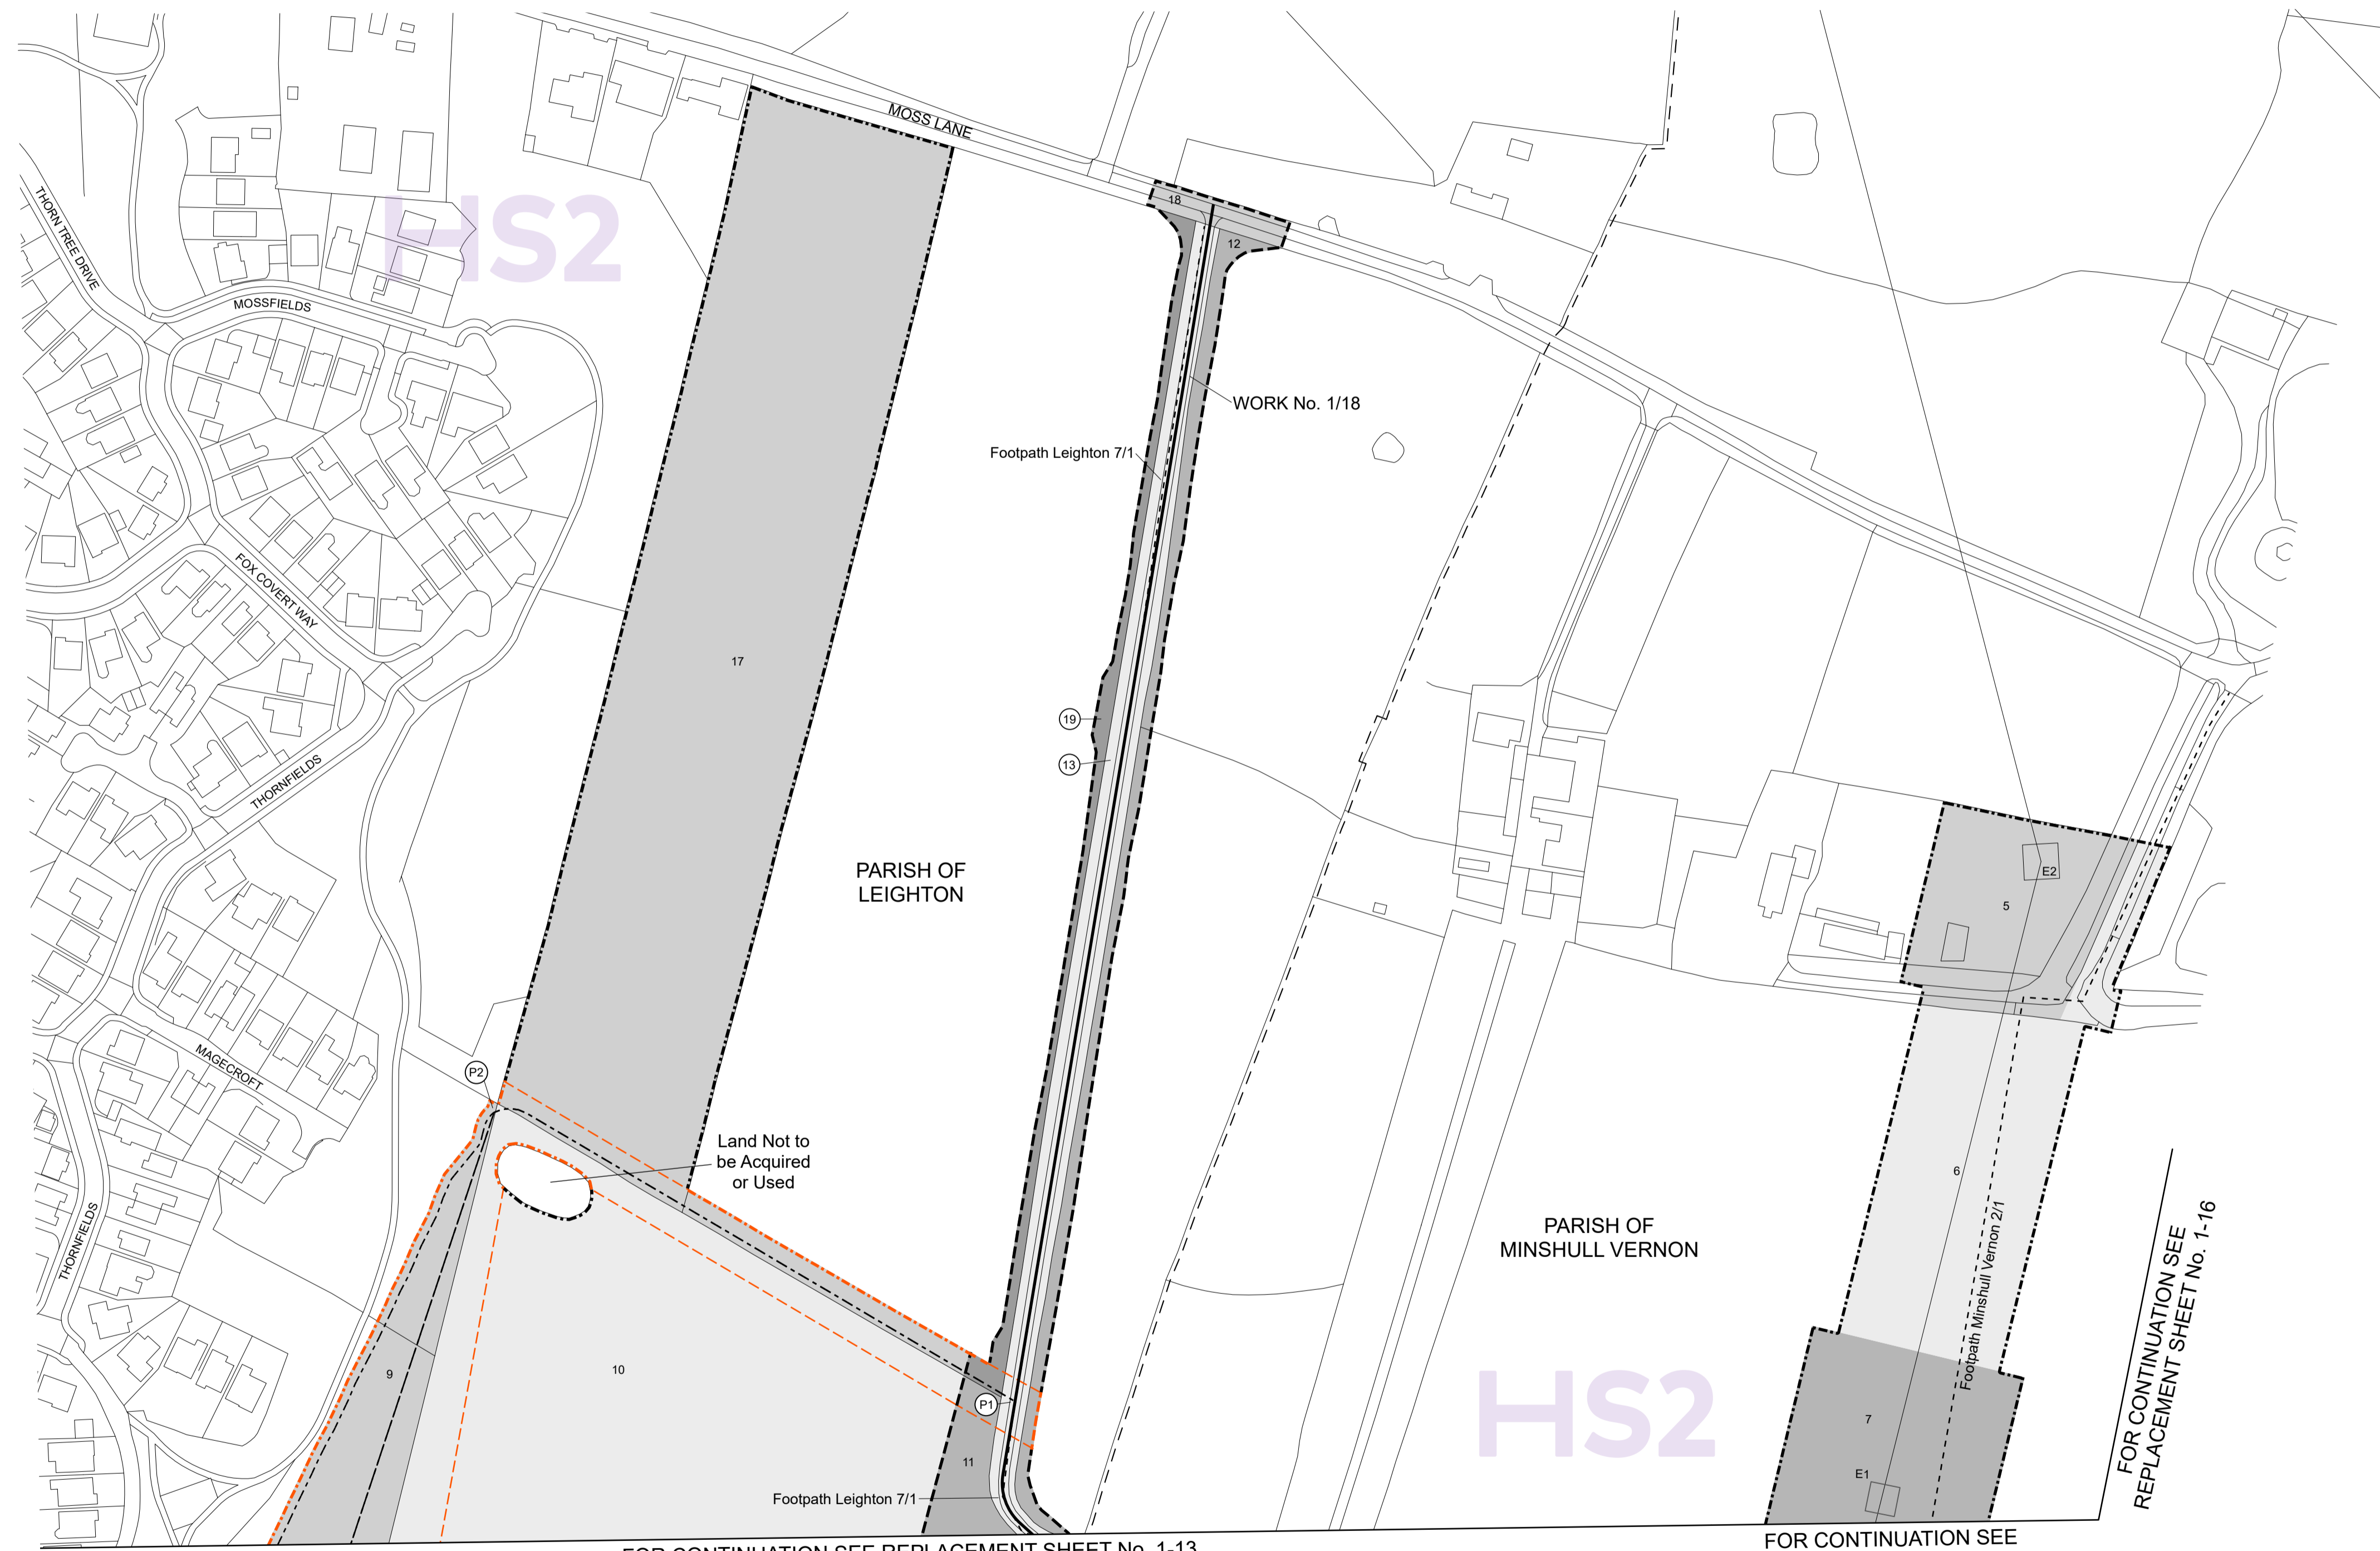 MOSS LANE
HS2
THORN TREE DRIVE
18
12
MOSSFIELDS
WORK No. 1/18
Footpath Leighton 7/1
FOX COVERT WAY
17
19
13
THORNFIELDS
PARISH OF
LEIGHTON
E2
5
MAGECROFT
P2
Land Not to
be Acquired
or Used
6
THORNFIELDS
PARISH OF
MINSHULL VERNON
Footpath Minshull Vernon 2/1
FOR CONTINUATION SEE
REPLACEMENT SHEET No. 1-16
9
10
P1
HS2
7
11
E1
Footpath Leighton 7/1
FOR CONTINUATION SEE REPLACEMENT SHEET No. 1-13
FOR CONTINUATION SEE